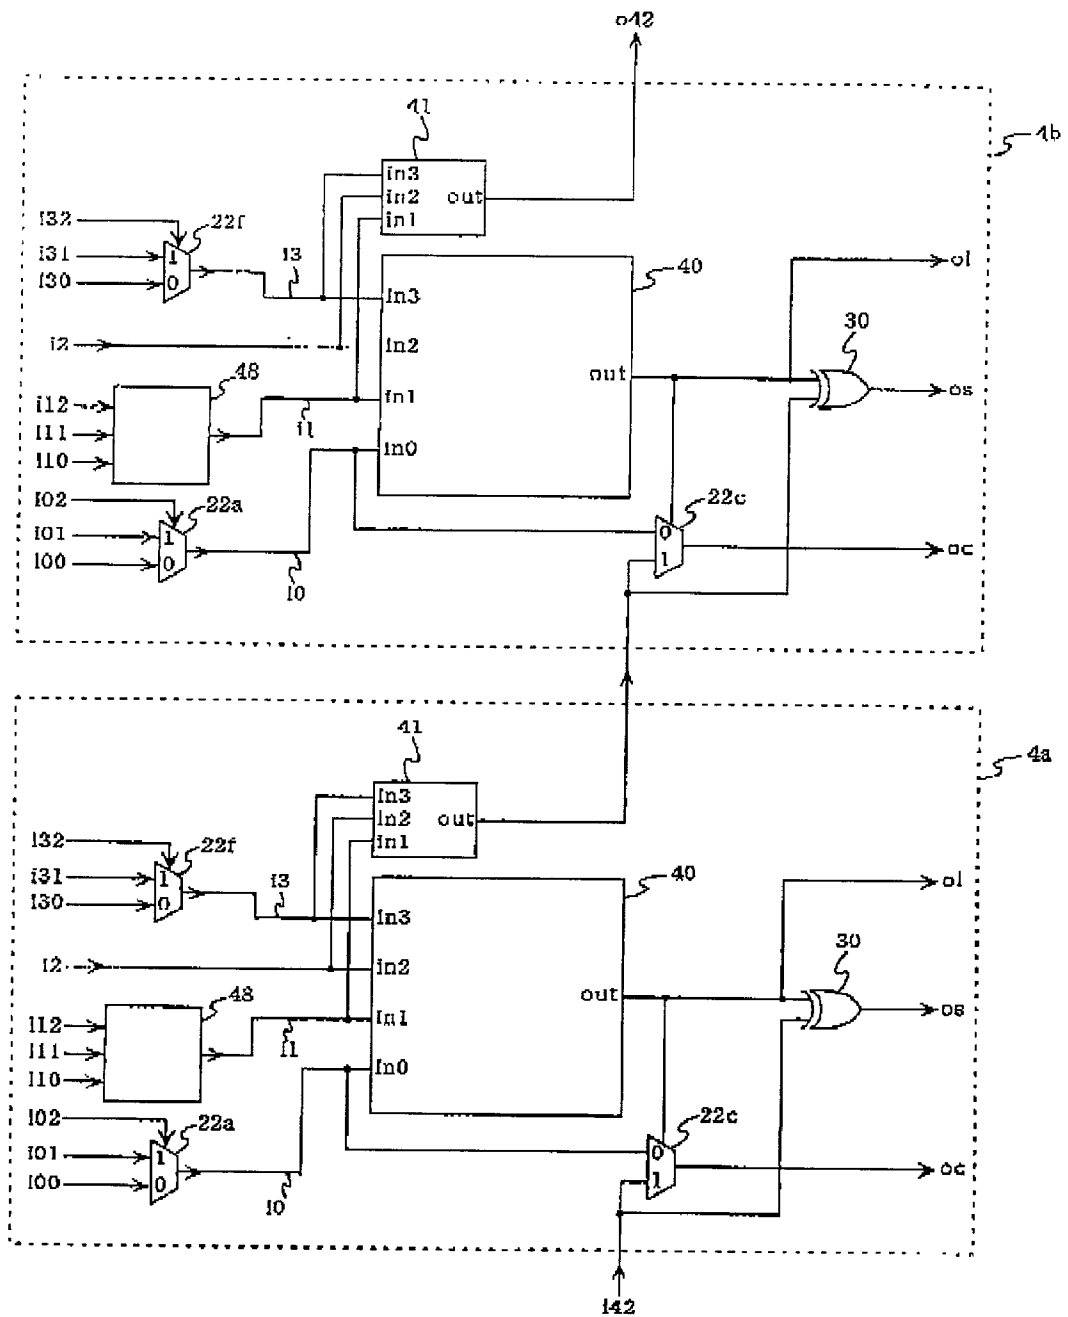 o42
4b
41
in3
in2
in1
out
i32
i31
i30
1
0
22f
i3
40
in3
i2
in2
out
ol
30
os
48
i12
i11
i10
i1
in1
in0
i02
i01
i00
1
0
22a
i0
22c
0
1
oc
4a
41
in3
in2
in1
out
i32
i31
i30
1
0
22f
i3
40
in3
i2
in2
out
ol
30
os
48
i12
i11
i10
i1
in1
in0
i02
i01
i00
1
0
22a
i0
22c
0
1
oc
i42